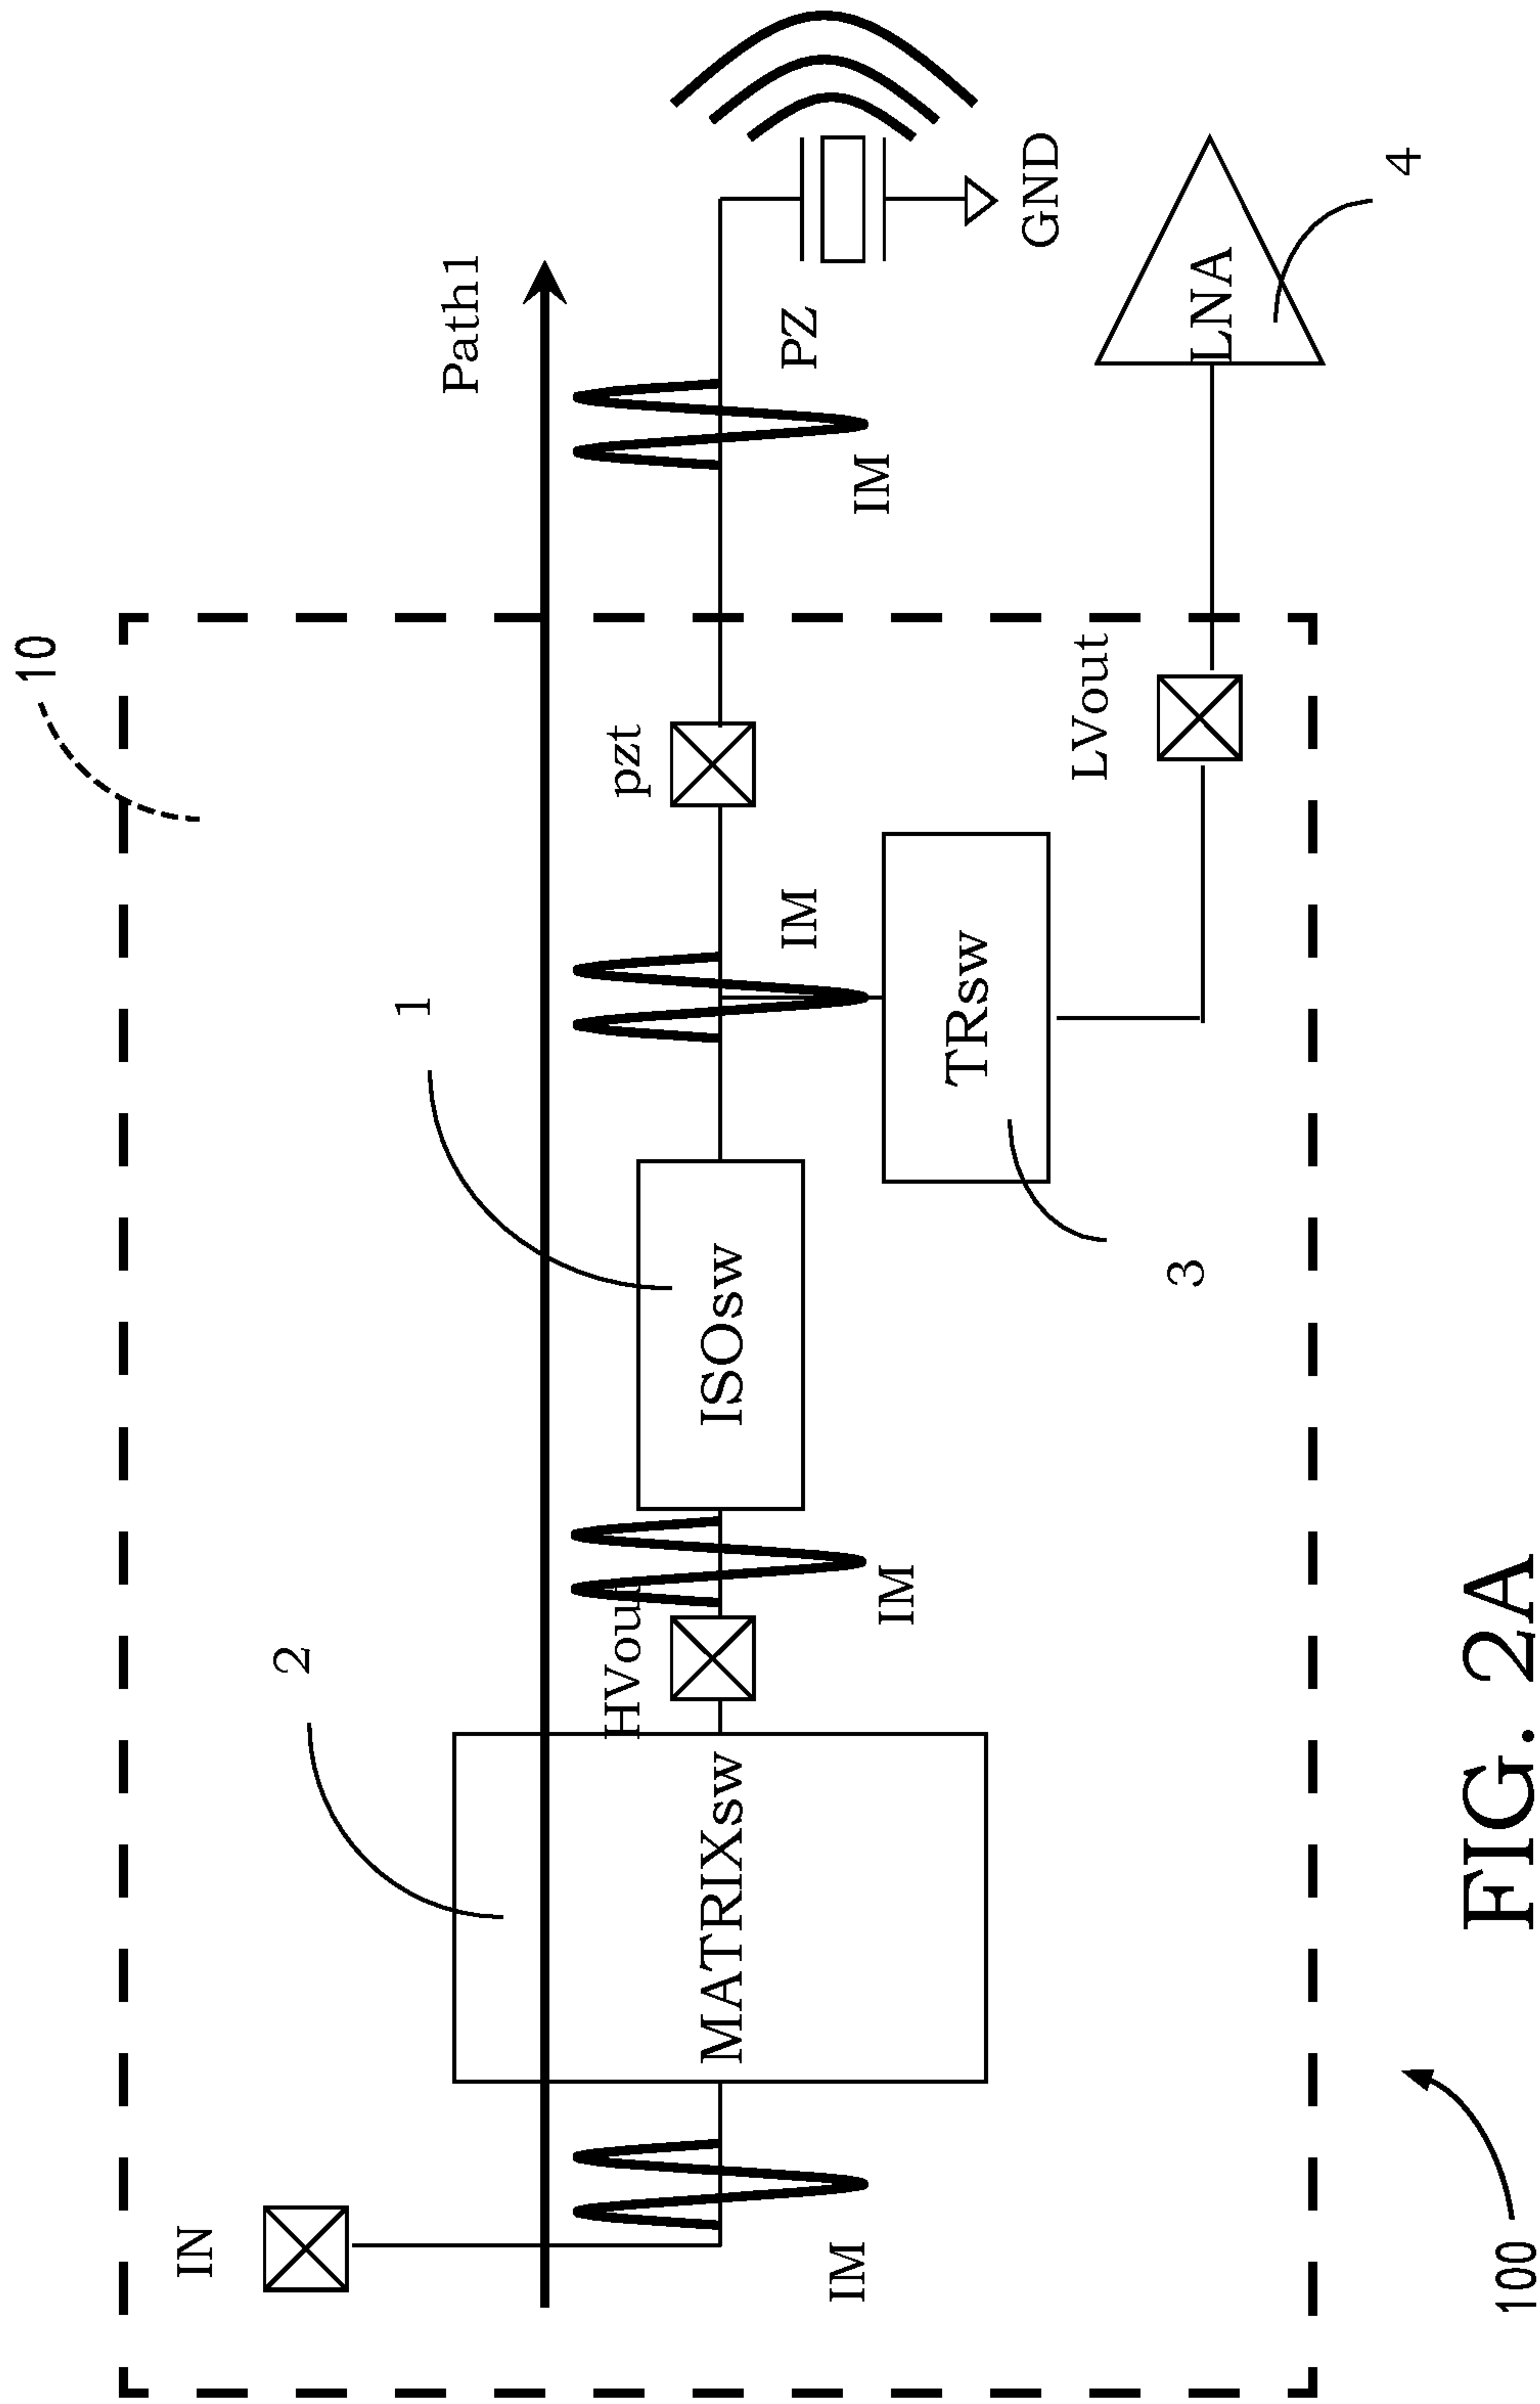 10
IN
2
1
Path1
HVout
pzt
MATRIXsw
ISOsw
IM
PZ
IM
IM
IM
TRsw
GND
LVout
3
LNA
4
100
FIG. 2A